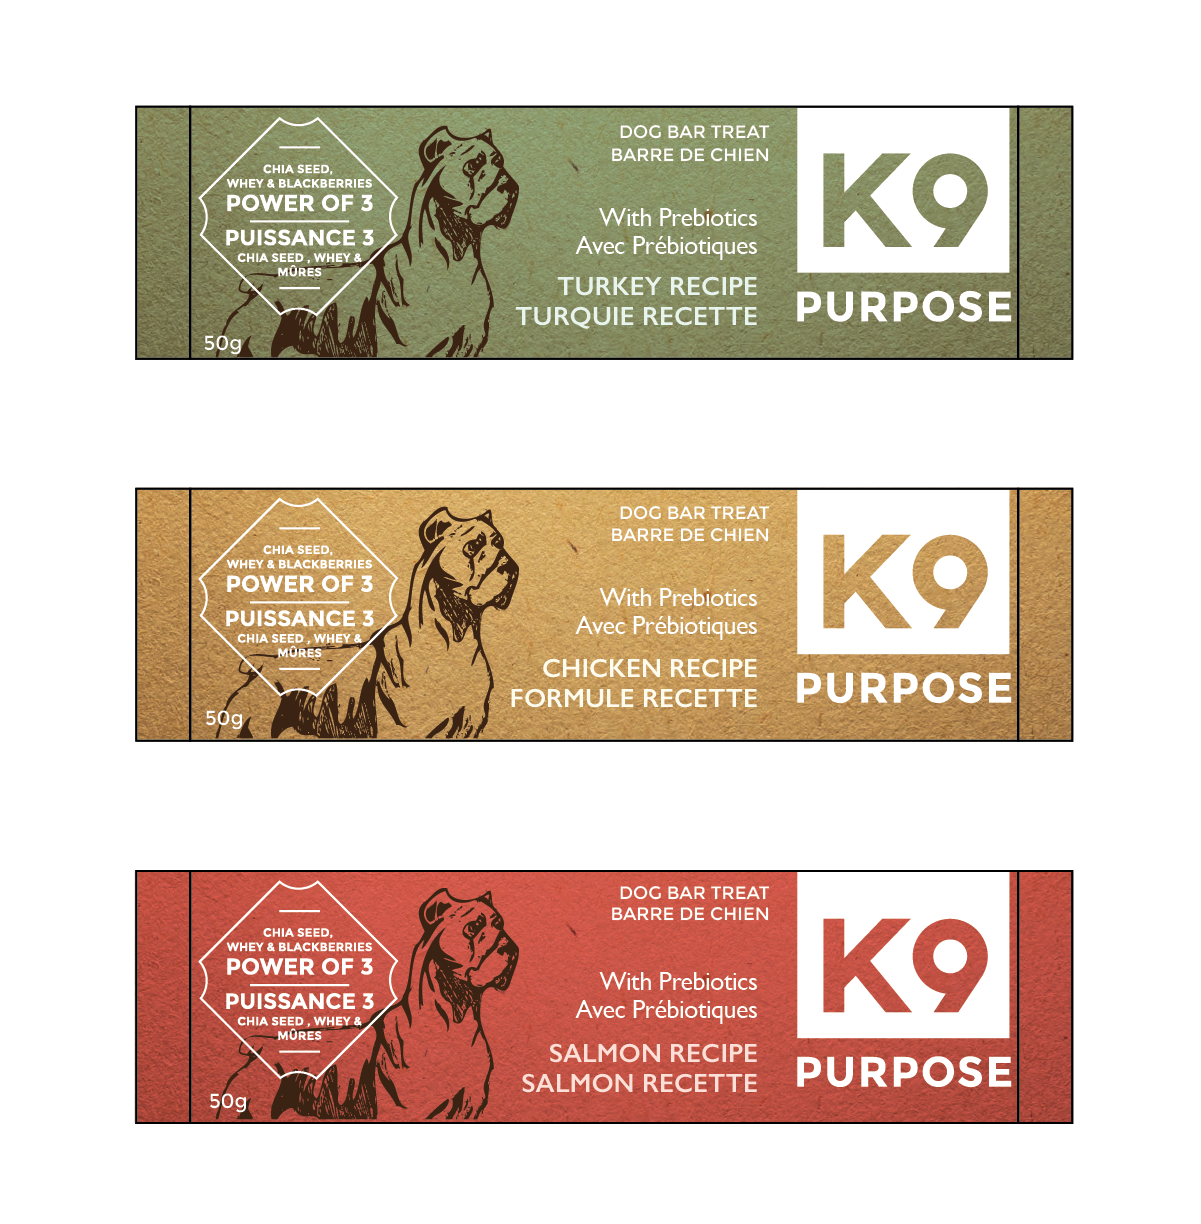 CHIA SEED,
WHEY & BLACKBERRIES
POWER OF 3
PUISSANCE 3
CHIA SEED , WHEY &
MÛRES
50g
DOG BAR TREAT
BARRE DE CHIEN
With Prebiotics
Avec Prébiotiques
TURKEY RECIPE
TURQUIE RECETTE
K9
PURPOSE
CHIA SEED,
WHEY & BLACKBERRIES
POWER OF 3
PUISSANCE 3
CHIA SEED , WHEY &
MÛRES
50g
DOG BAR TREAT
BARRE DE CHIEN
With Prebiotics
Avec Prébiotiques
CHICKEN RECIPE
FORMULE RECETTE
K9
PURPOSE
CHIA SEED,
WHEY & BLACKBERRIES
POWER OF 3
PUISSANCE 3
CHIA SEED , WHEY &
MÛRES
50g
DOG BAR TREAT
BARRE DE CHIEN
With Prebiotics
Avec Prébiotiques
SALMON RECIPE
SALMON RECETTE
K9
PURPOSE